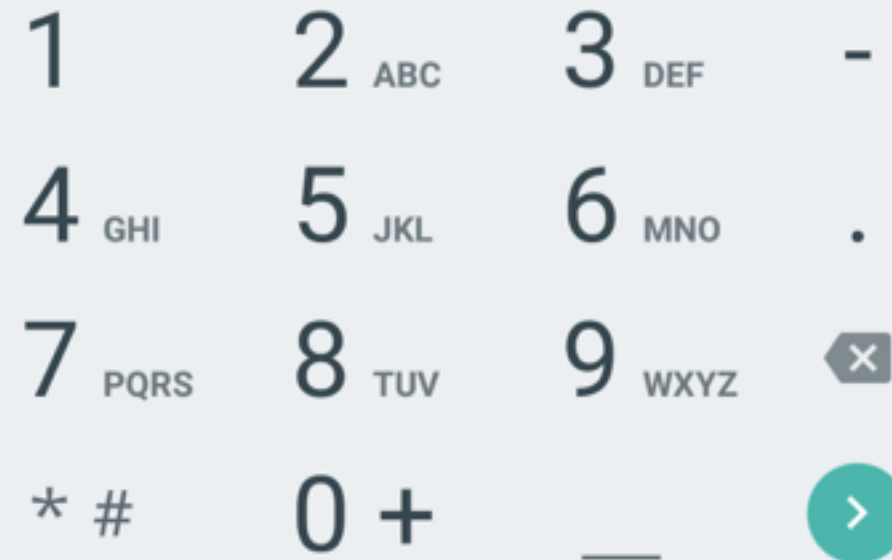 1 2 ABC 3 DEF -
4 GHI 5 JKL 6 MNO .
7 PQRS 8 TUV 9 WXYZ
* # 0 + _